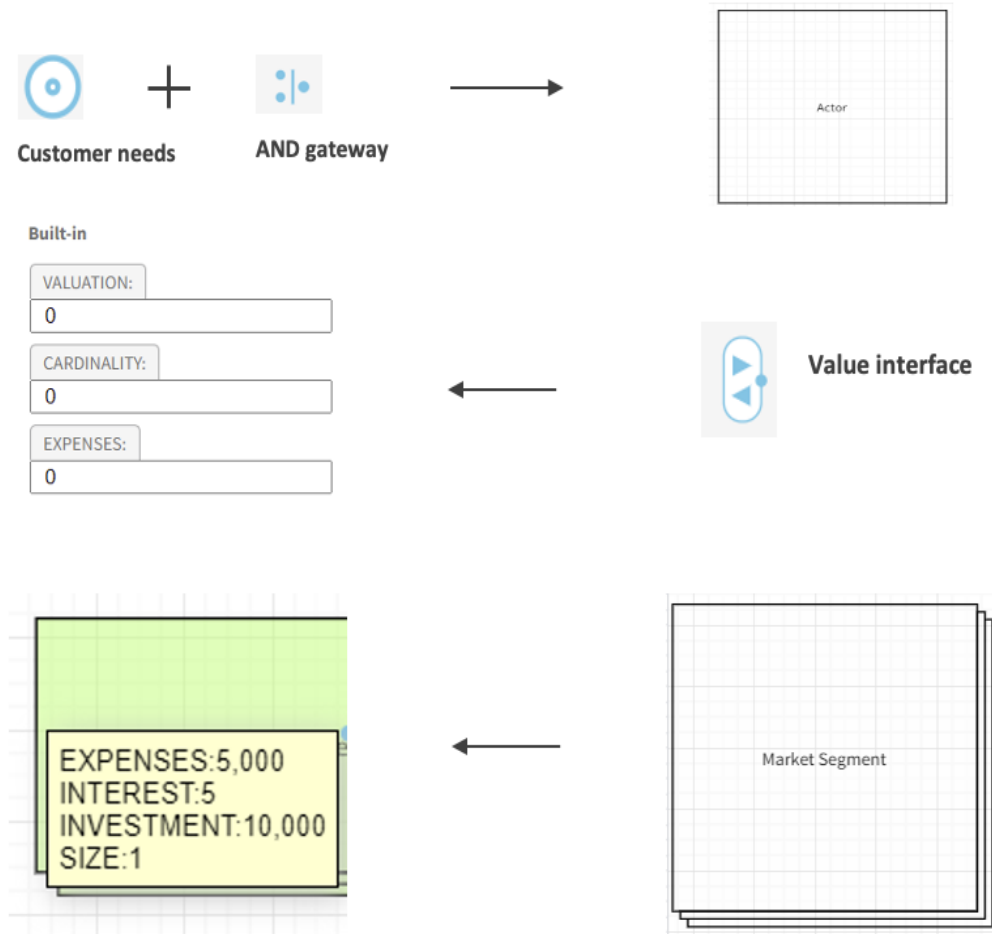 Actor
Customer needs
AND gateway
Built-in
VALUATION:
0
CARDINALITY:
0
EXPENSES:
0
Value interface
EXPENSES:5,000
INTEREST:5
INVESTMENT:10,000
SIZE:1
Market Segment